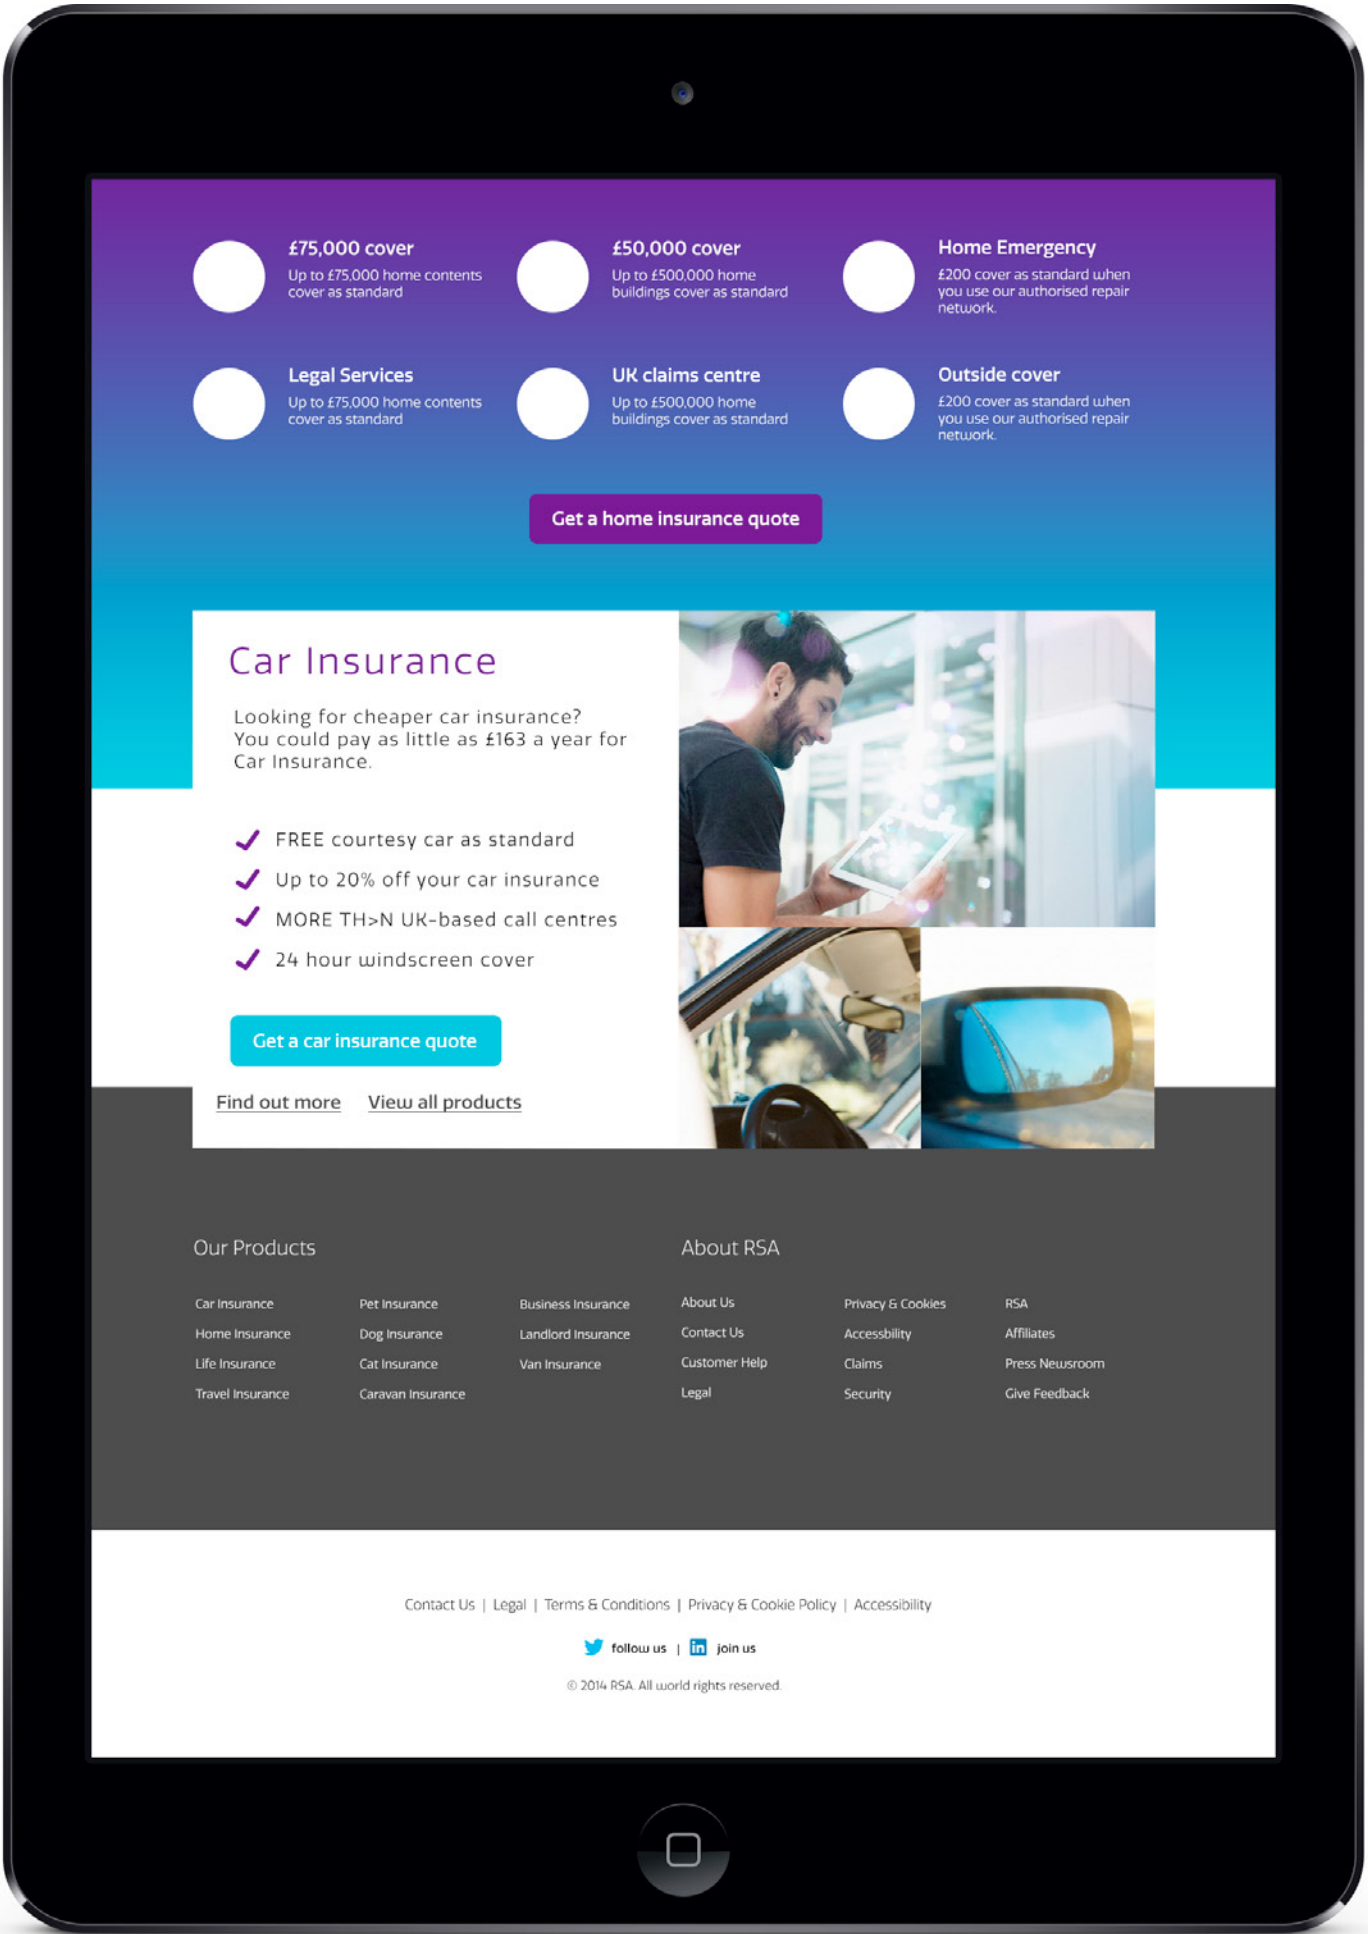 £75,000 cover
Up to £75,000 home contents
cover as standard
£50,000 cover
Up to £500,000 home
buildings cover as standard
Home Emergency
£200 cover as standard when
you use our authorised repair
network.
Legal Services
Up to £75,000 home contents
cover as standard
UK claims centre
Up to £500,000 home
buildings cover as standard
Outside cover
£200 cover as standard when
you use our authorised repair
network.
Get a home insurance quote
Car Insurance
Looking for cheaper car insurance?
You could pay as little as £163 a year for
Car Insurance.
FREE courtesy car as standard
Up to 20% off your car insurance
MORE TH>N UK-based call centres
24 hour windscreen cover
Get a car insurance quote
Find out more View all products
Our Products
Car Insurance
Home Insurance
Life Insurance
Travel Insurance
Pet Insurance
Dog Insurance
Cat Insurance
Caravan Insurance
Business Insurance
Landlord Insurance
Van Insurance
About RSA
About Us
Contact Us
Customer Help
Legal
Privacy & Cookies
Accessbility
Claims
Security
RSA
Affiliates
Press Newsroom
Give Feedback
Contact Us | Legal | Terms & Conditions | Privacy & Cookie Policy | Accessibility
follow us | in join us
© 2014 RSA. All world rights reserved.